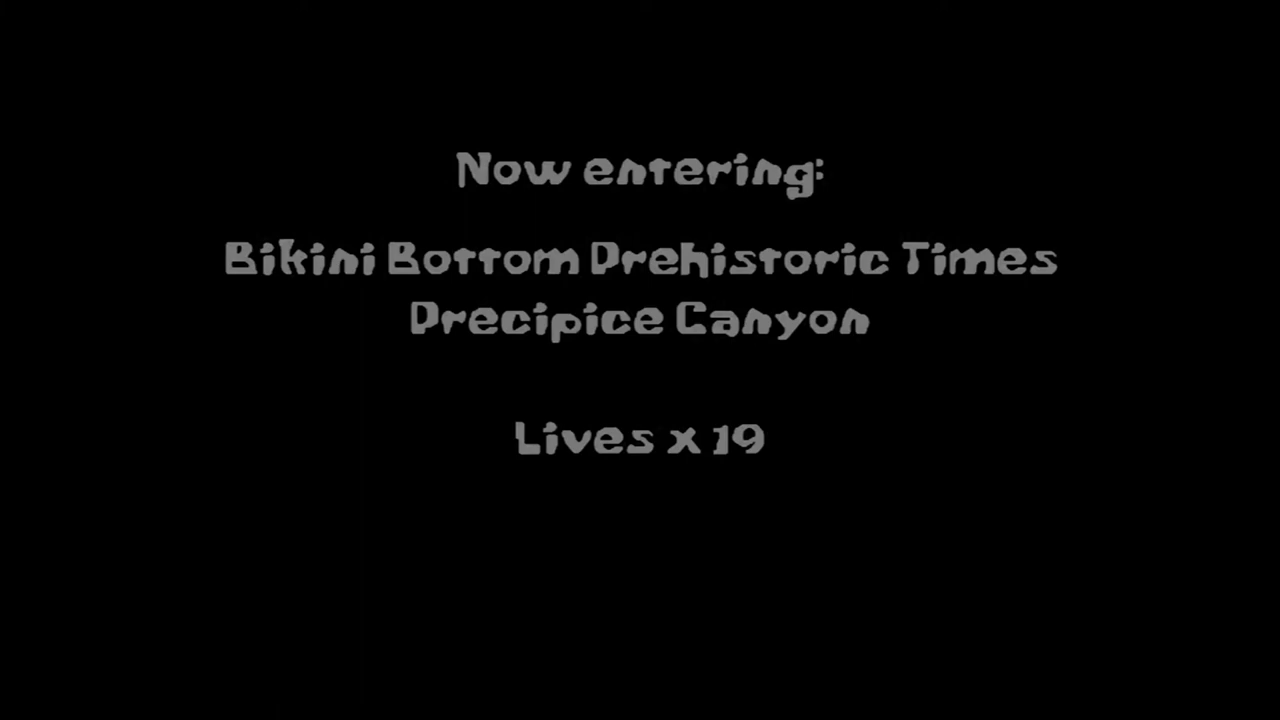 Now entering:
Bikini Bottom Prehistoric Times
Precipice Canyon
Lives x 19